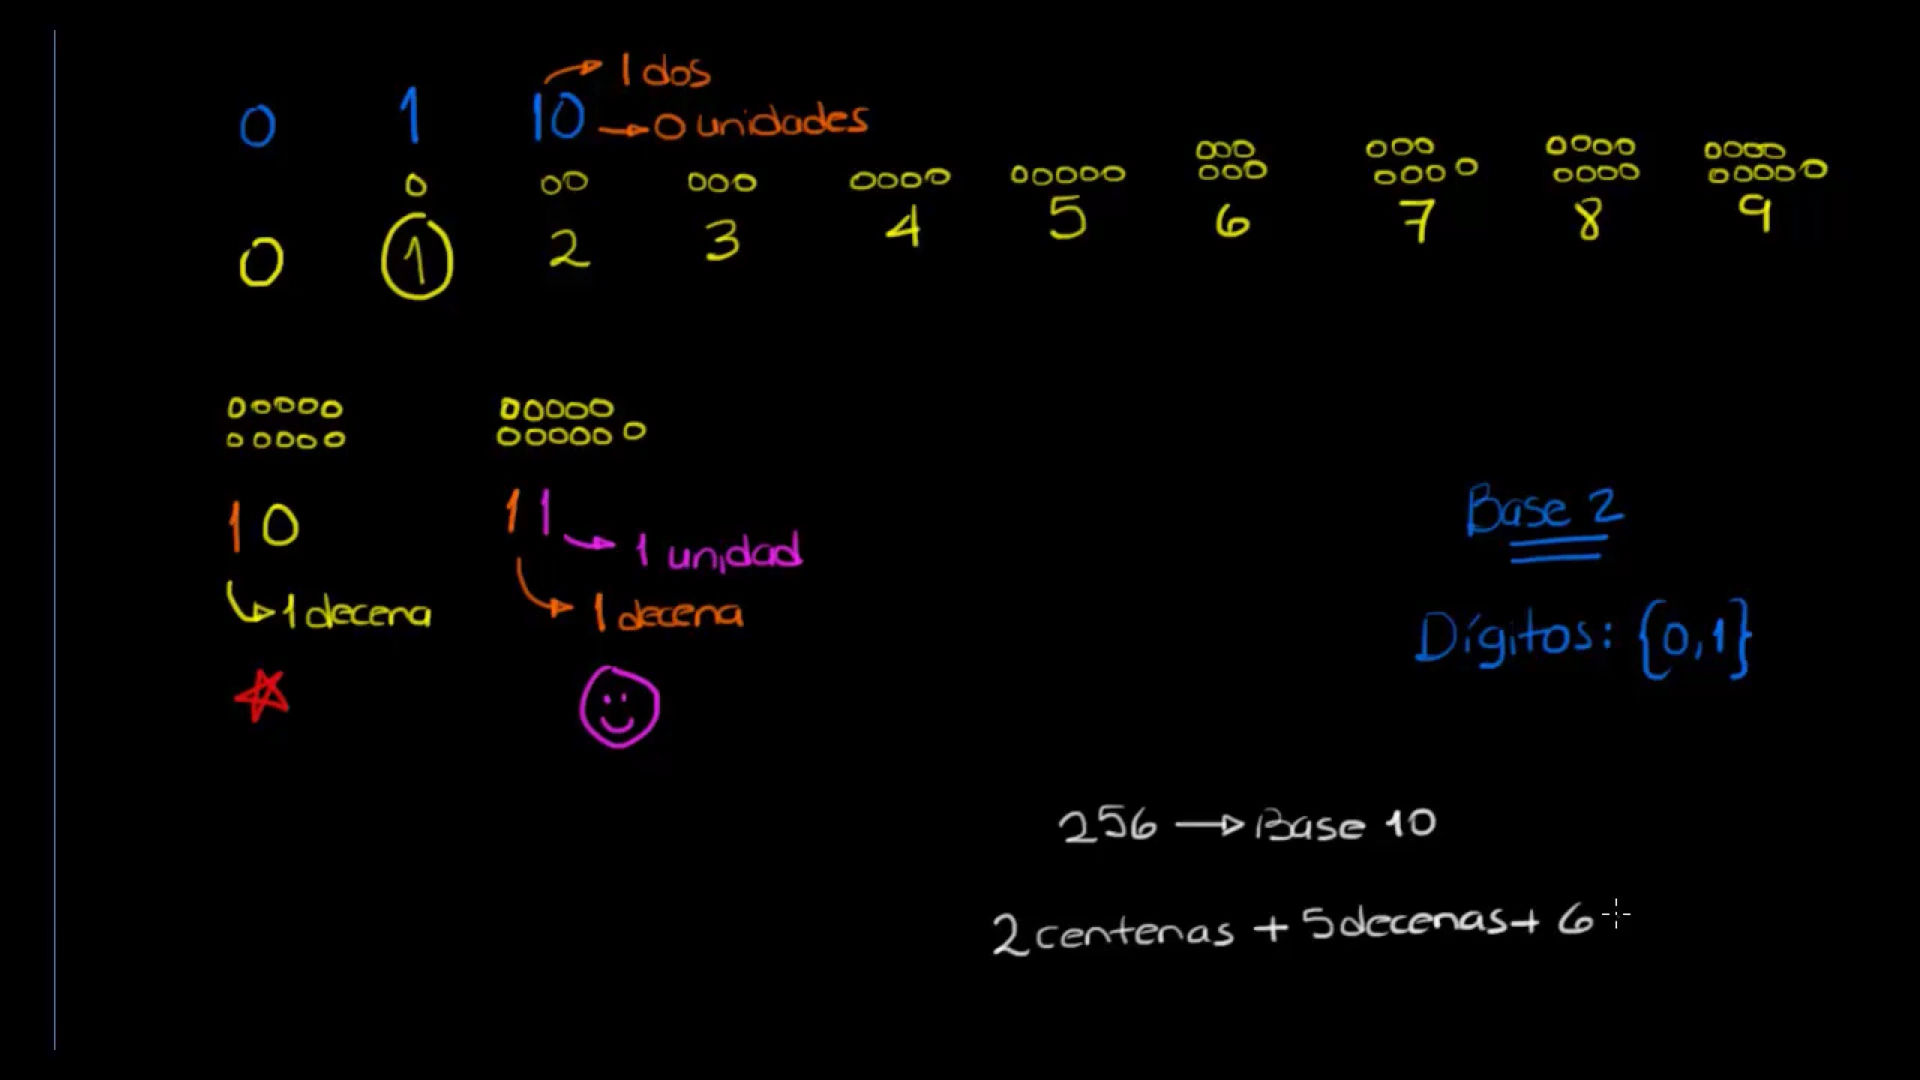 1 dos
0 1 10 0 unidades
0 1 2 3 4 5 6 7 8 9
10 11
1 unidad
1 decena 1 decena
Base 2
Dígitos: {0,1}
256 → Base 10
2 centenas + 5 decenas + 6